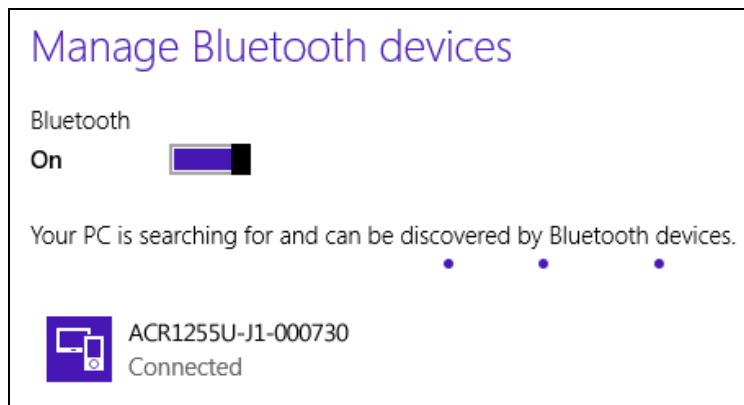 Manage Bluetooth devices
Bluetooth
On
Your PC is searching for and can be discovered by Bluetooth devices.
ACR1255U-J1-000730
Connected